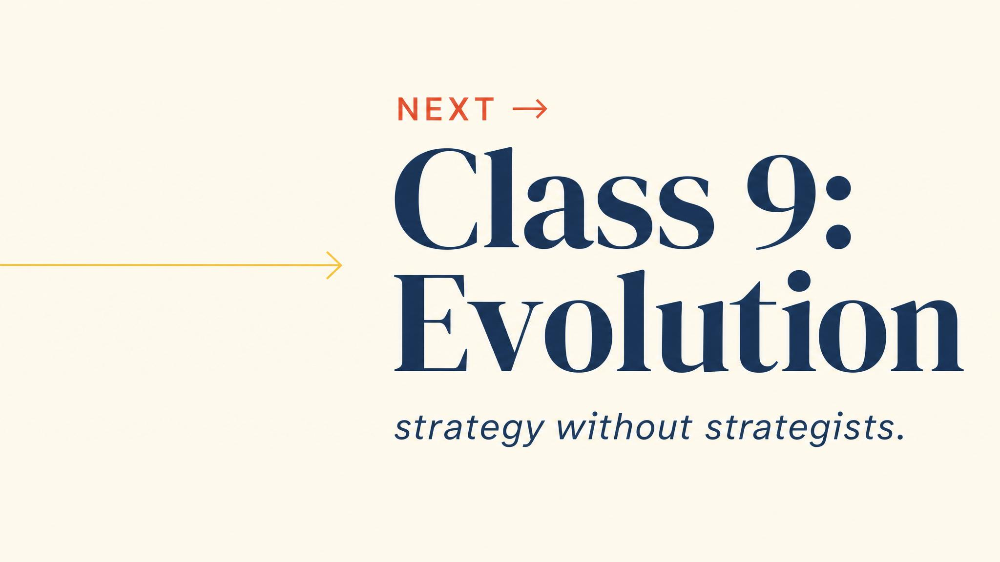 NEXT →
Class 9:
Evolution
strategy without strategists.